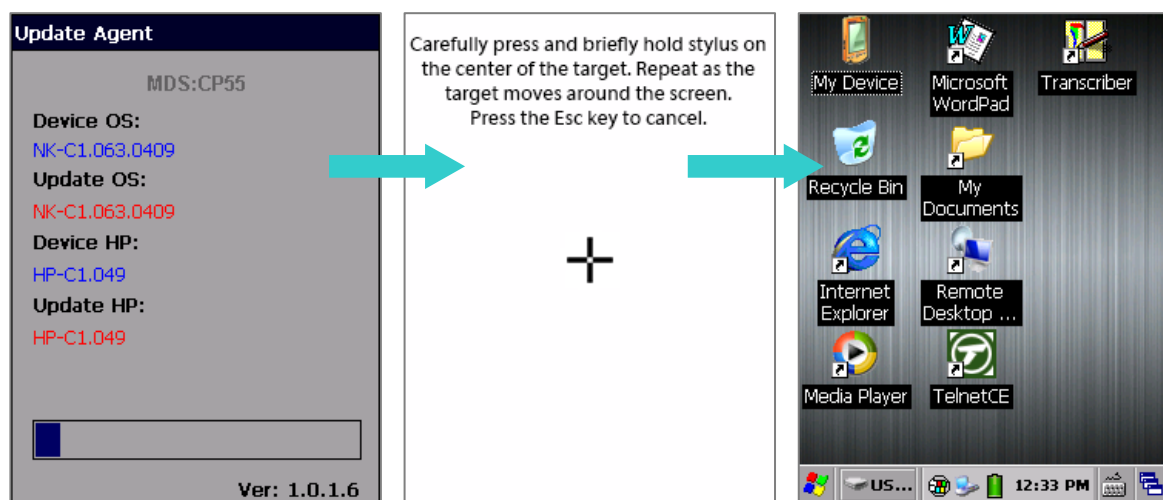 Update Agent
MDS:CP55
Device OS:
NK-C1.063.0409
Update OS:
NK-C1.063.0409
Device HP:
HP-C1.049
Update HP:
HP-C1.049
Ver: 1.0.1.6
Carefully press and briefly hold stylus on
the center of the target. Repeat as the
target moves around the screen.
Press the Esc key to cancel.
My Device
Microsoft
WordPad
Transcriber
Recycle Bin
My
Documents
Internet
Explorer
Remote
Desktop ...
Media Player
TelnetCE
US...
12:33 PM